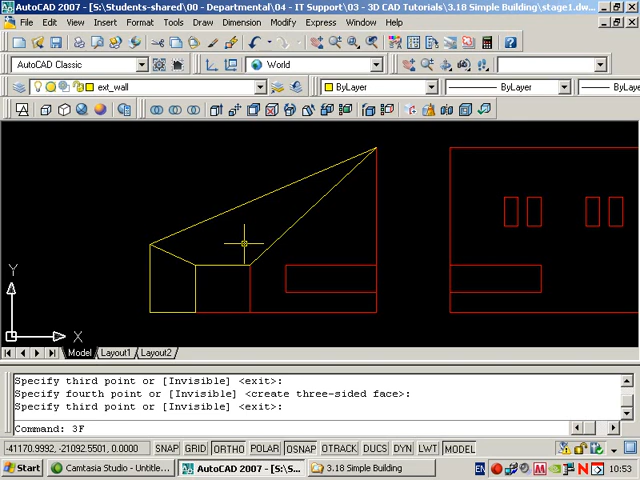 AutoCAD 2007 - [S:\Students-shared\00 - Departmental\04 - IT Support\03 - 3D CAD Tutorials\3.18 Simple Building\stage1.dw...
File Edit View Insert Format Tools Draw Dimension Modify Express Window Help
AutoCAD Classic World
ext_wall ByLayer ByLayer
Y
X
Model Layout1 Layout2
Specify third point or [Invisible] <exit>:
Specify fourth point or [Invisible] <create three-sided face>:
Specify third point or [Invisible] <exit>:
Command: 3F
-41170.9992, -21092.5501, 0.0000 SNAP GRID ORTHO POLAR OSNAP OTRACK DUCS DYN LWT MODEL
Start Camtasia Studio - Untitle... AutoCAD 2007 - [S:\S... 3.18 Simple Building EN 10:53